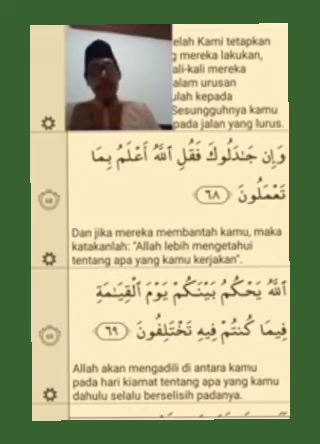 elah Kami tetapkan
mereka lakukan,
ali-kali mereka
alam urusan
ulah kepada
Sesungguhnya kamu
pada jalan yang lurus.
وَإِن جَـٰدَلُوكَ فَقُلِ ٱللَّهُ أَعْلَمُ بِمَا
تَعْمَلُونَ ٦٨
Dan jika mereka membantah kamu, maka
katakanlah: "Allah lebih mengetahui
tentang apa yang kamu kerjakan".
ٱللَّهُ يَحْكُمُ بَيْنَكُمْ يَوْمَ ٱلْقِيَـٰمَةِ
فِيمَا كُنتُمْ فِيهِ تَخْتَلِفُونَ ٦٩
Allah akan mengadili di antara kamu
pada hari kiamat tentang apa yang kamu
dahulu selalu berselisih padanya.